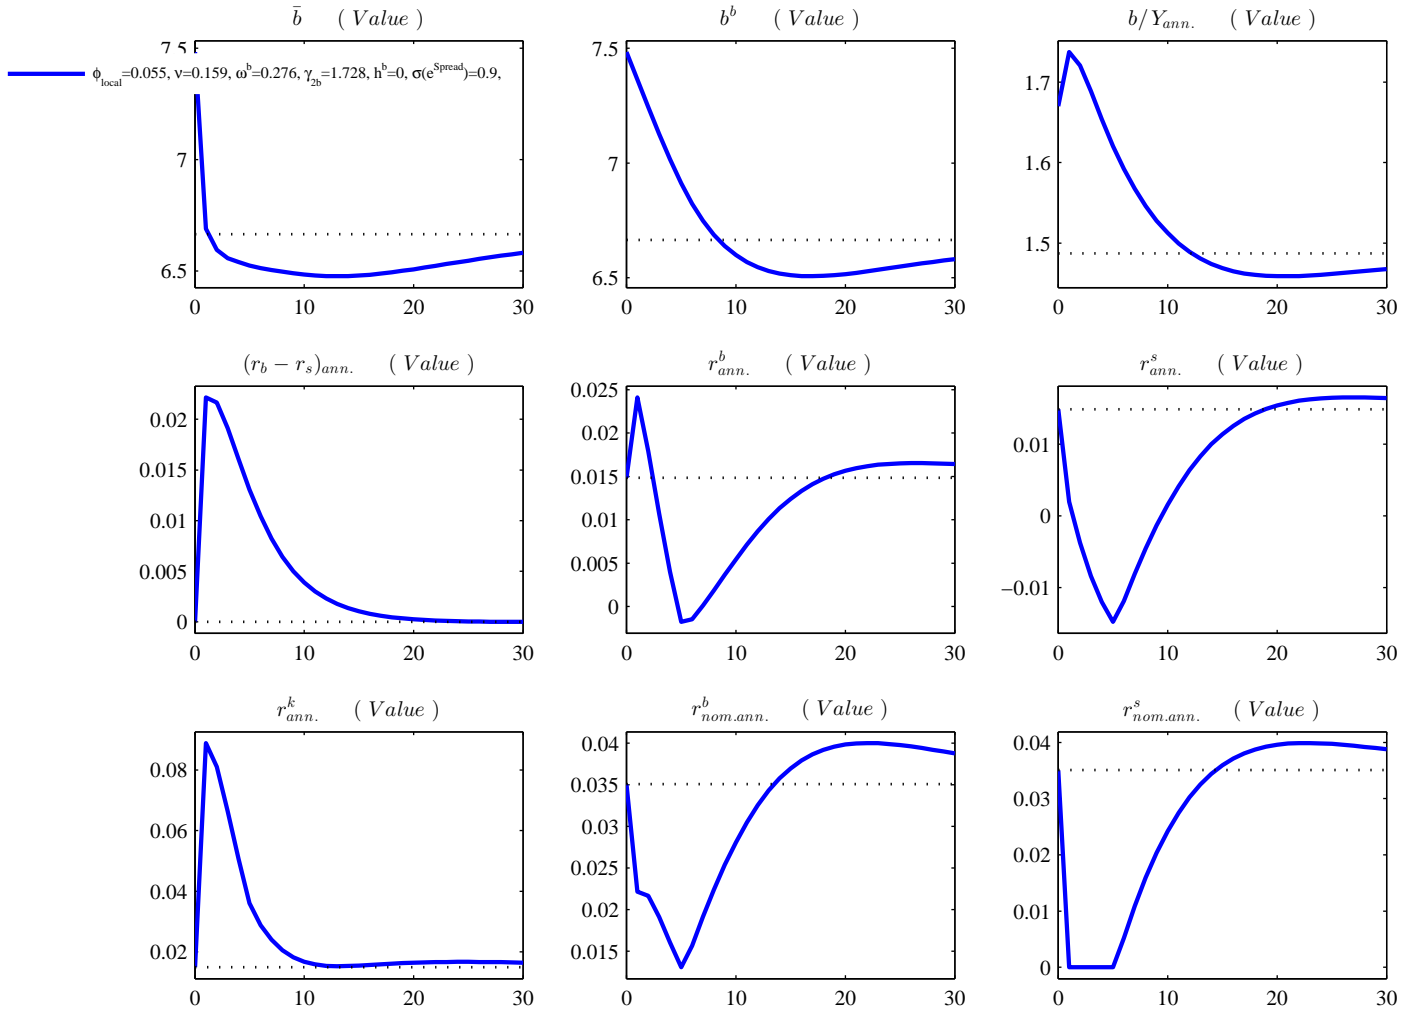 b̄ ( Value )
b^b ( Value )
b/Y_ann. ( Value )
7.5
7
6.5
0 10 20 30
ϕ_local=0.055, ν=0.159, ω^b=0.276, γ_2b=1.728, h^b=0, σ(e^Spread)=0.9,
7.5
7
6.5
0 10 20 30
1.7
1.6
1.5
0 10 20 30
(r_b − r_s)_ann. ( Value )
r^b_ann. ( Value )
r^s_ann. ( Value )
0.02
0.015
0.01
0.005
0
0 10 20 30
0.025
0.02
0.015
0.01
0.005
0
0 10 20 30
0.01
0
−0.01
0 10 20 30
r^k_ann. ( Value )
r^b_nom.ann. ( Value )
r^s_nom.ann. ( Value )
0.08
0.06
0.04
0.02
0 10 20 30
0.04
0.035
0.03
0.025
0.02
0.015
0 10 20 30
0.04
0.03
0.02
0.01
0
0 10 20 30